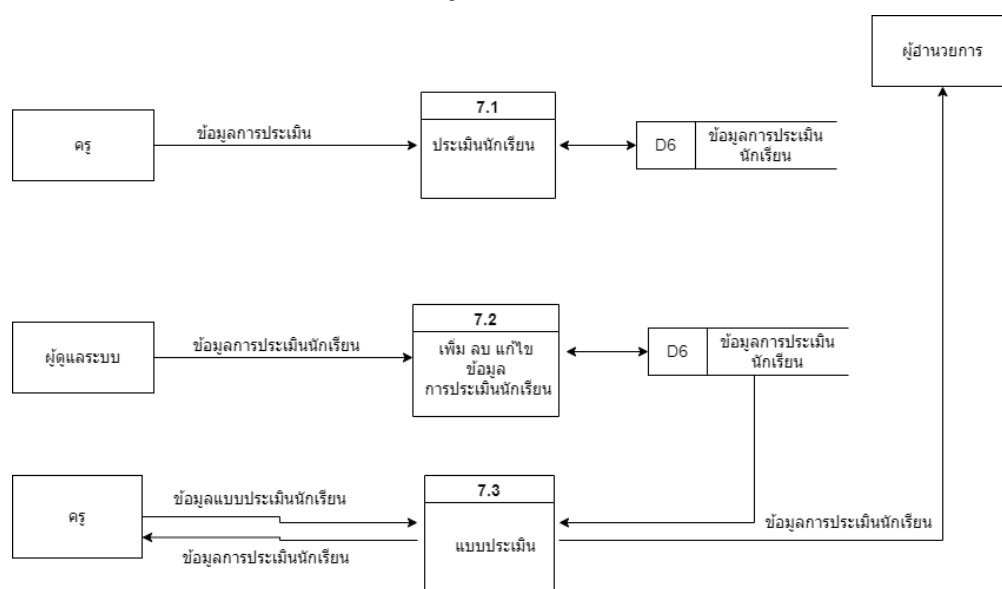 ผู้อำนวยการ
7.1
ครู
ข้อมูลการประเมิน
ประเมินนักเรียน
D6
ข้อมูลการประเมิน
นักเรียน
7.2
ผู้ดูแลระบบ
ข้อมูลการประเมินนักเรียน
เพิ่ม ลบ แก้ไข
ข้อมูล
การประเมินนักเรียน
D6
ข้อมูลการประเมิน
นักเรียน
7.3
ครู
ข้อมูลแบบประเมินนักเรียน
ข้อมูลการประเมินนักเรียน
แบบประเมิน
ข้อมูลการประเมินนักเรียน